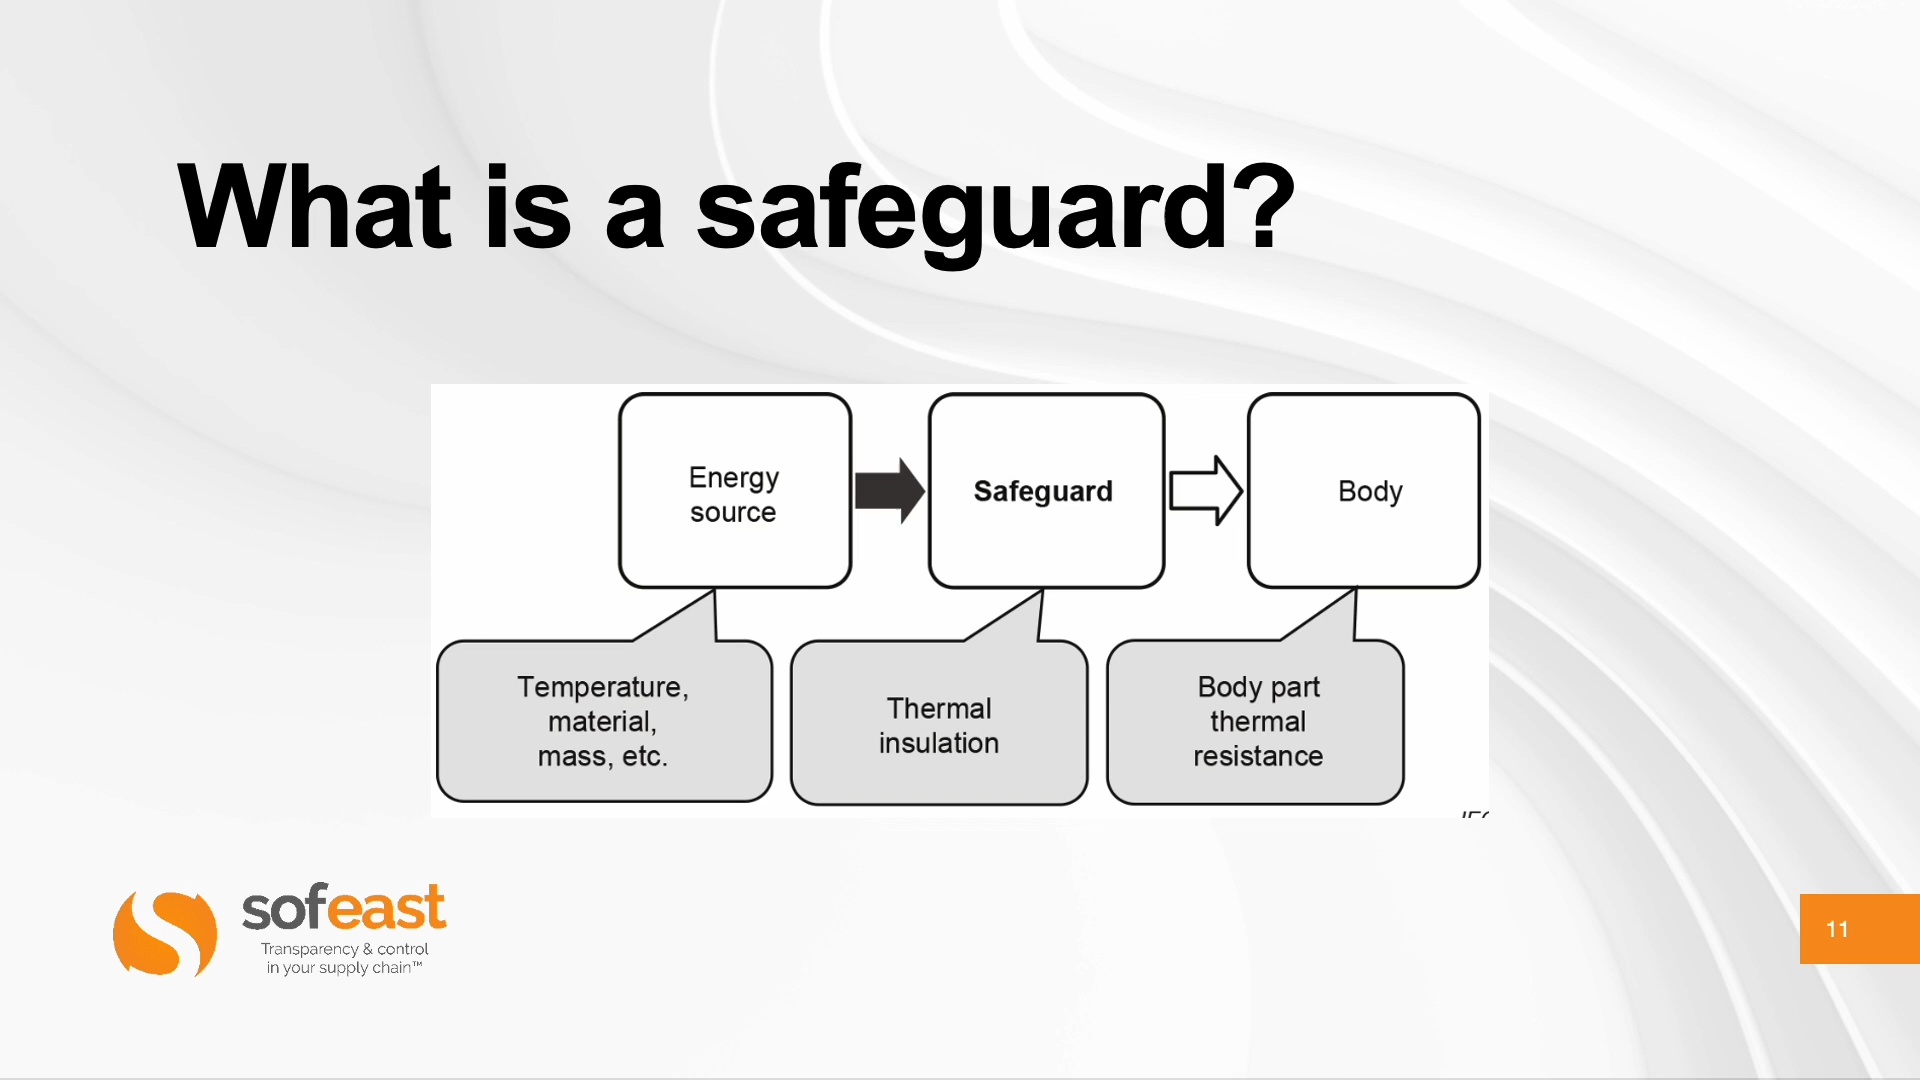 What is a safeguard?
Energy
source
Safeguard
Body
Temperature,
material,
mass, etc.
Thermal
insulation
Body part
thermal
resistance
sofeast
Transparency & control
in your supply chain™
11